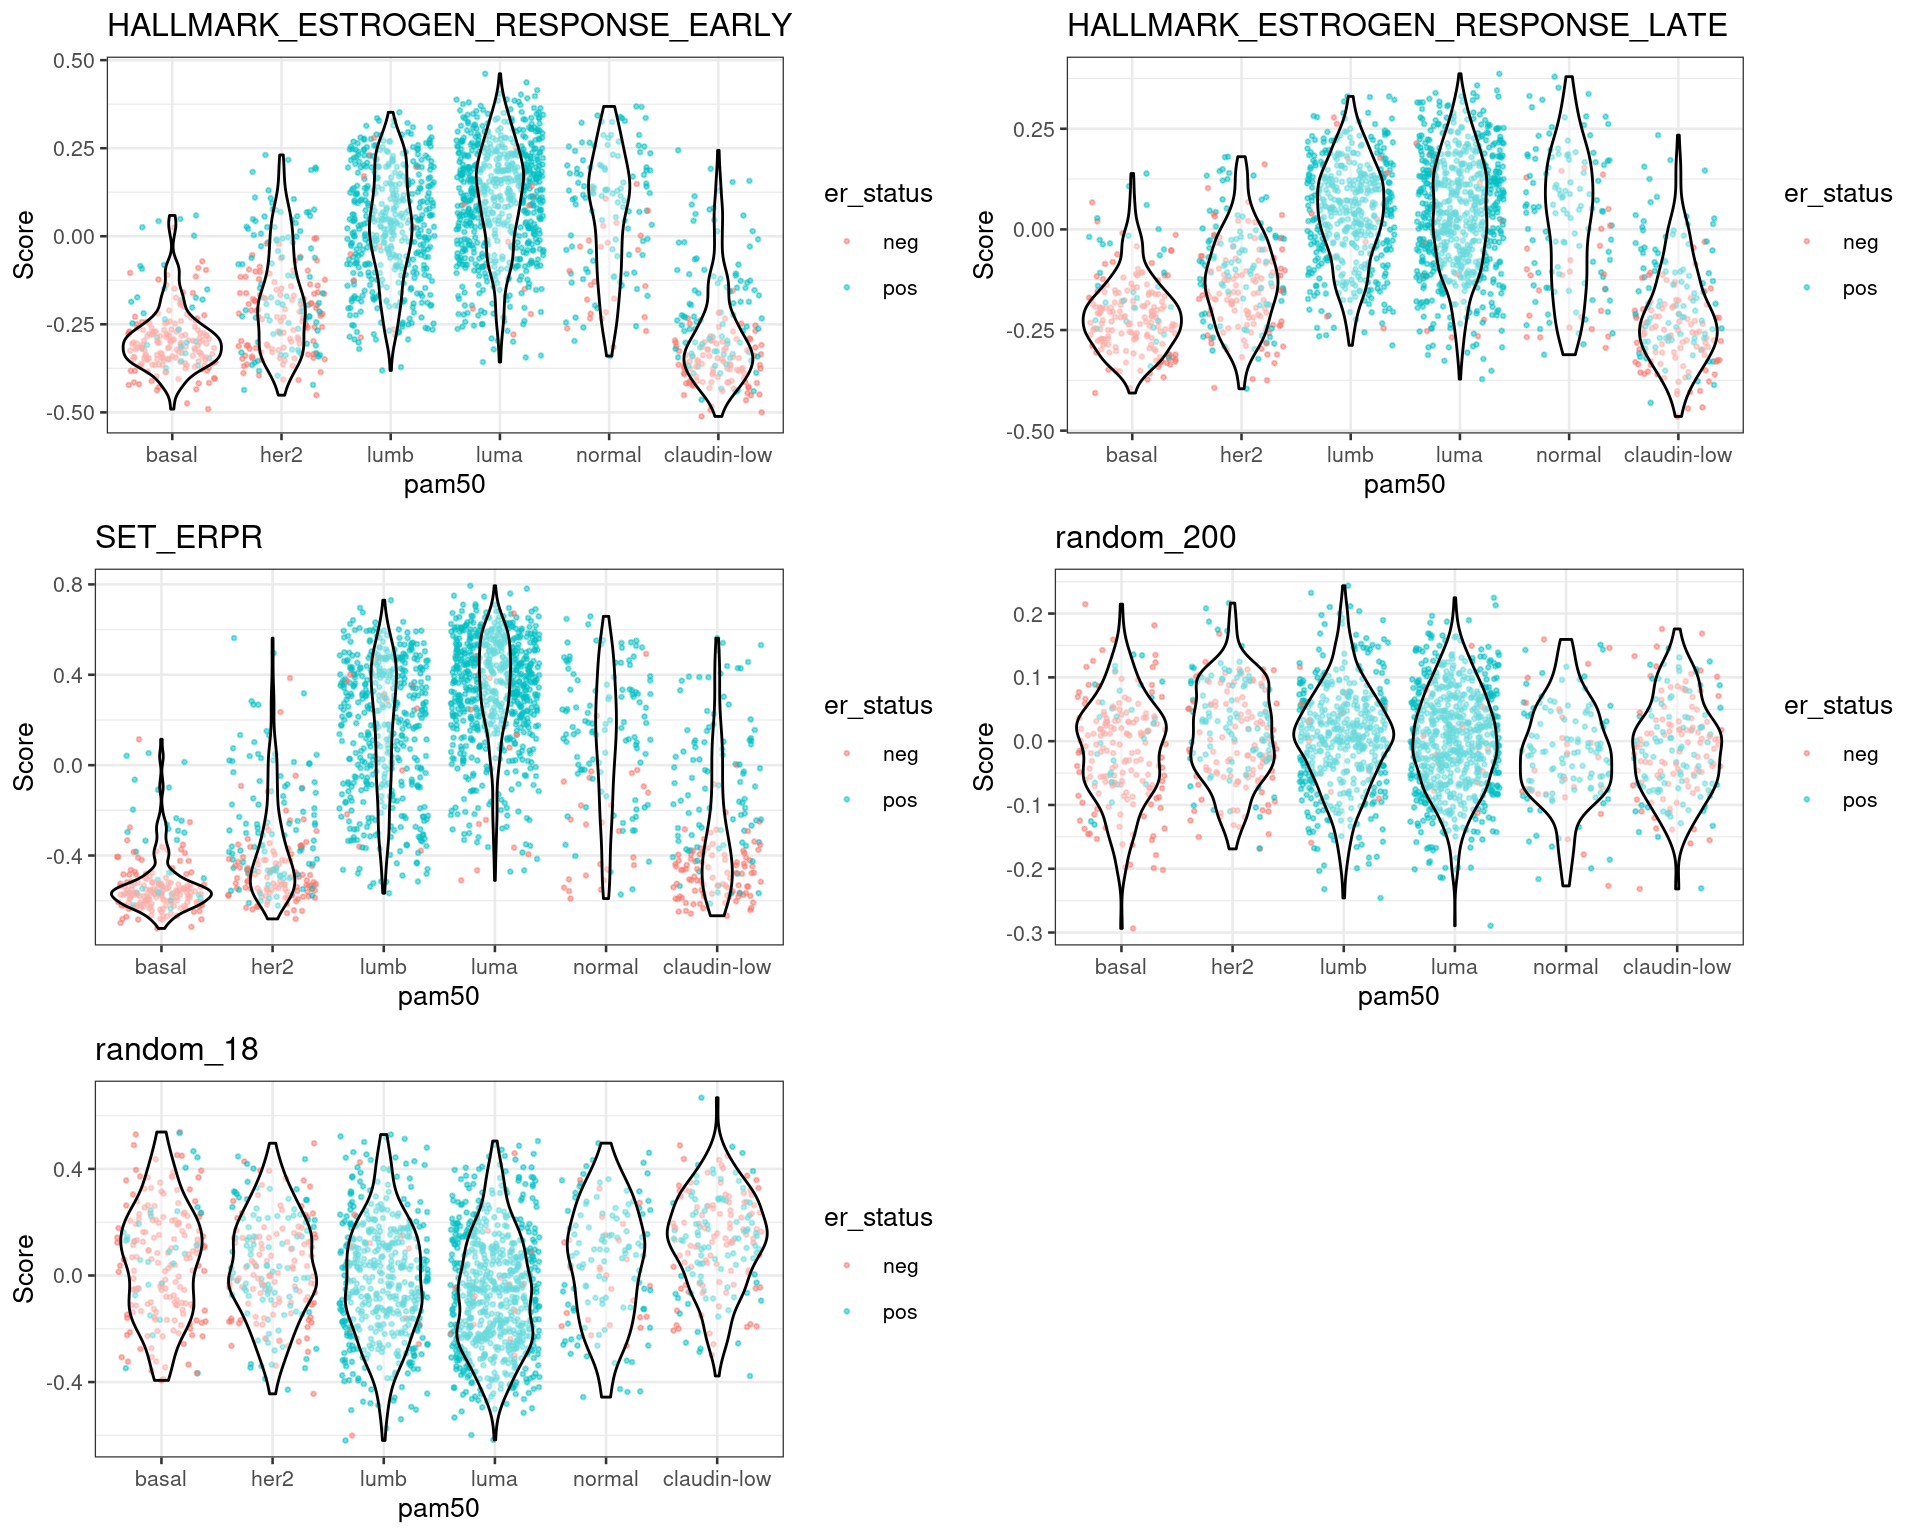 HALLMARK_ESTROGEN_RESPONSE_EARLY
0.50
0.25
0.00
-0.25
-0.50
Score
basal her2 lumb luma normal claudin-low
pam50
er_status
neg
pos
HALLMARK_ESTROGEN_RESPONSE_LATE
0.25
0.00
-0.25
-0.50
Score
basal her2 lumb luma normal claudin-low
pam50
er_status
neg
pos
SET_ERPR
0.8
0.4
0.0
-0.4
Score
basal her2 lumb luma normal claudin-low
pam50
er_status
neg
pos
random_200
0.2
0.1
0.0
-0.1
-0.2
-0.3
Score
basal her2 lumb luma normal claudin-low
pam50
er_status
neg
pos
random_18
0.4
0.0
-0.4
Score
basal her2 lumb luma normal claudin-low
pam50
er_status
neg
pos